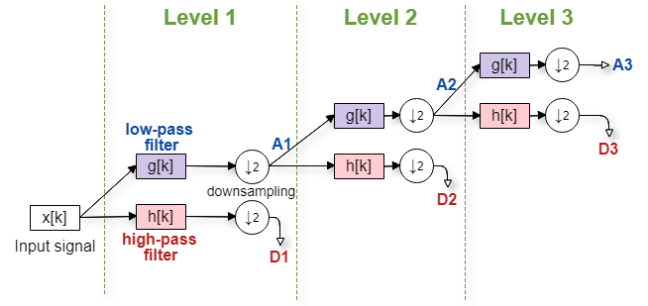 Level 1
Level 2
Level 3
g[k]
↓2
A3
A2
g[k]
↓2
h[k]
↓2
D3
low-pass
filter
A1
g[k]
↓2
downsampling
h[k]
↓2
D2
x[k]
Input signal
h[k]
↓2
high-pass
filter
D1